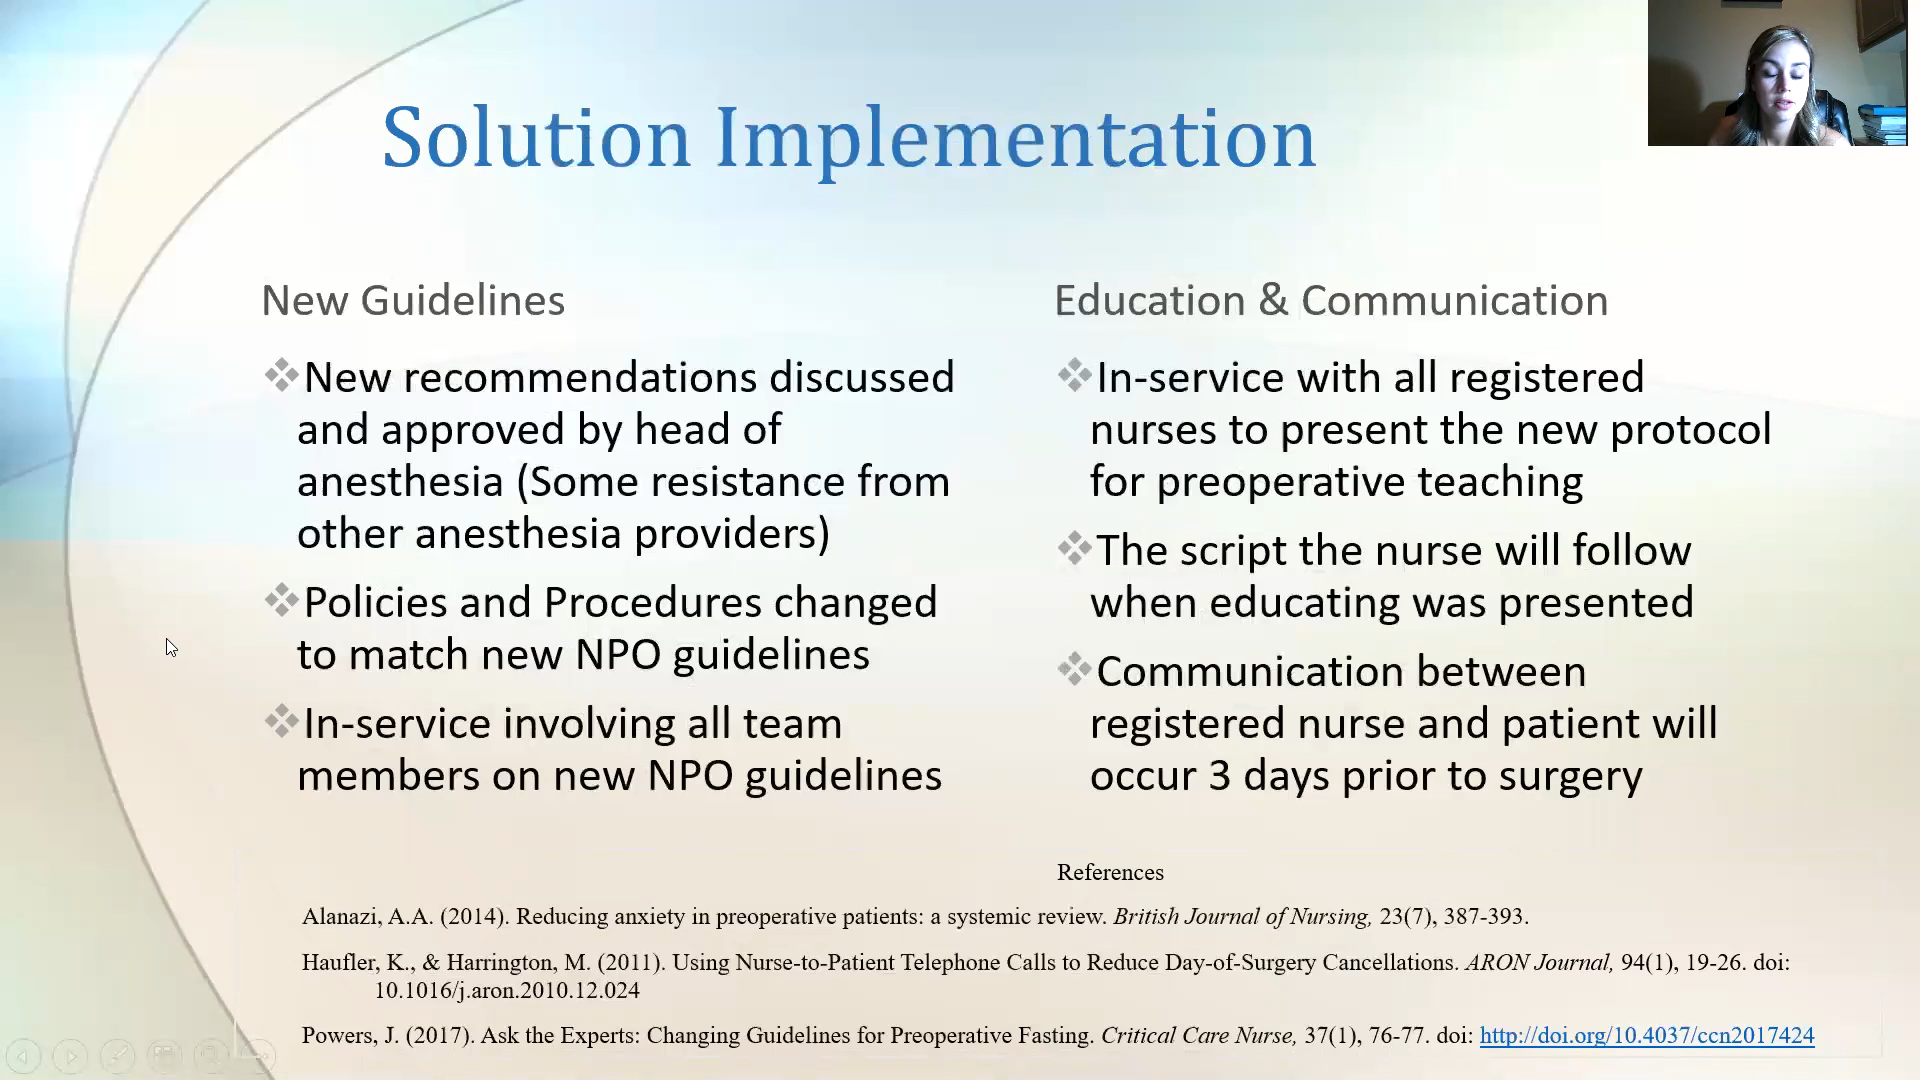 Solution Implementation
New Guidelines
❖New recommendations discussed
and approved by head of
anesthesia (Some resistance from
other anesthesia providers)
❖Policies and Procedures changed
to match new NPO guidelines
❖In-service involving all team
members on new NPO guidelines
Education & Communication
❖In-service with all registered
nurses to present the new protocol
for preoperative teaching
❖The script the nurse will follow
when educating was presented
❖Communication between
registered nurse and patient will
occur 3 days prior to surgery
References
Alanazi, A.A. (2014). Reducing anxiety in preoperative patients: a systemic review. British Journal of Nursing, 23(7), 387-393.
Haufler, K., & Harrington, M. (2011). Using Nurse-to-Patient Telephone Calls to Reduce Day-of-Surgery Cancellations. ARON Journal, 94(1), 19-26. doi:
10.1016/j.aron.2010.12.024
Powers, J. (2017). Ask the Experts: Changing Guidelines for Preoperative Fasting. Critical Care Nurse, 37(1), 76-77. doi: http://doi.org/10.4037/ccn2017424